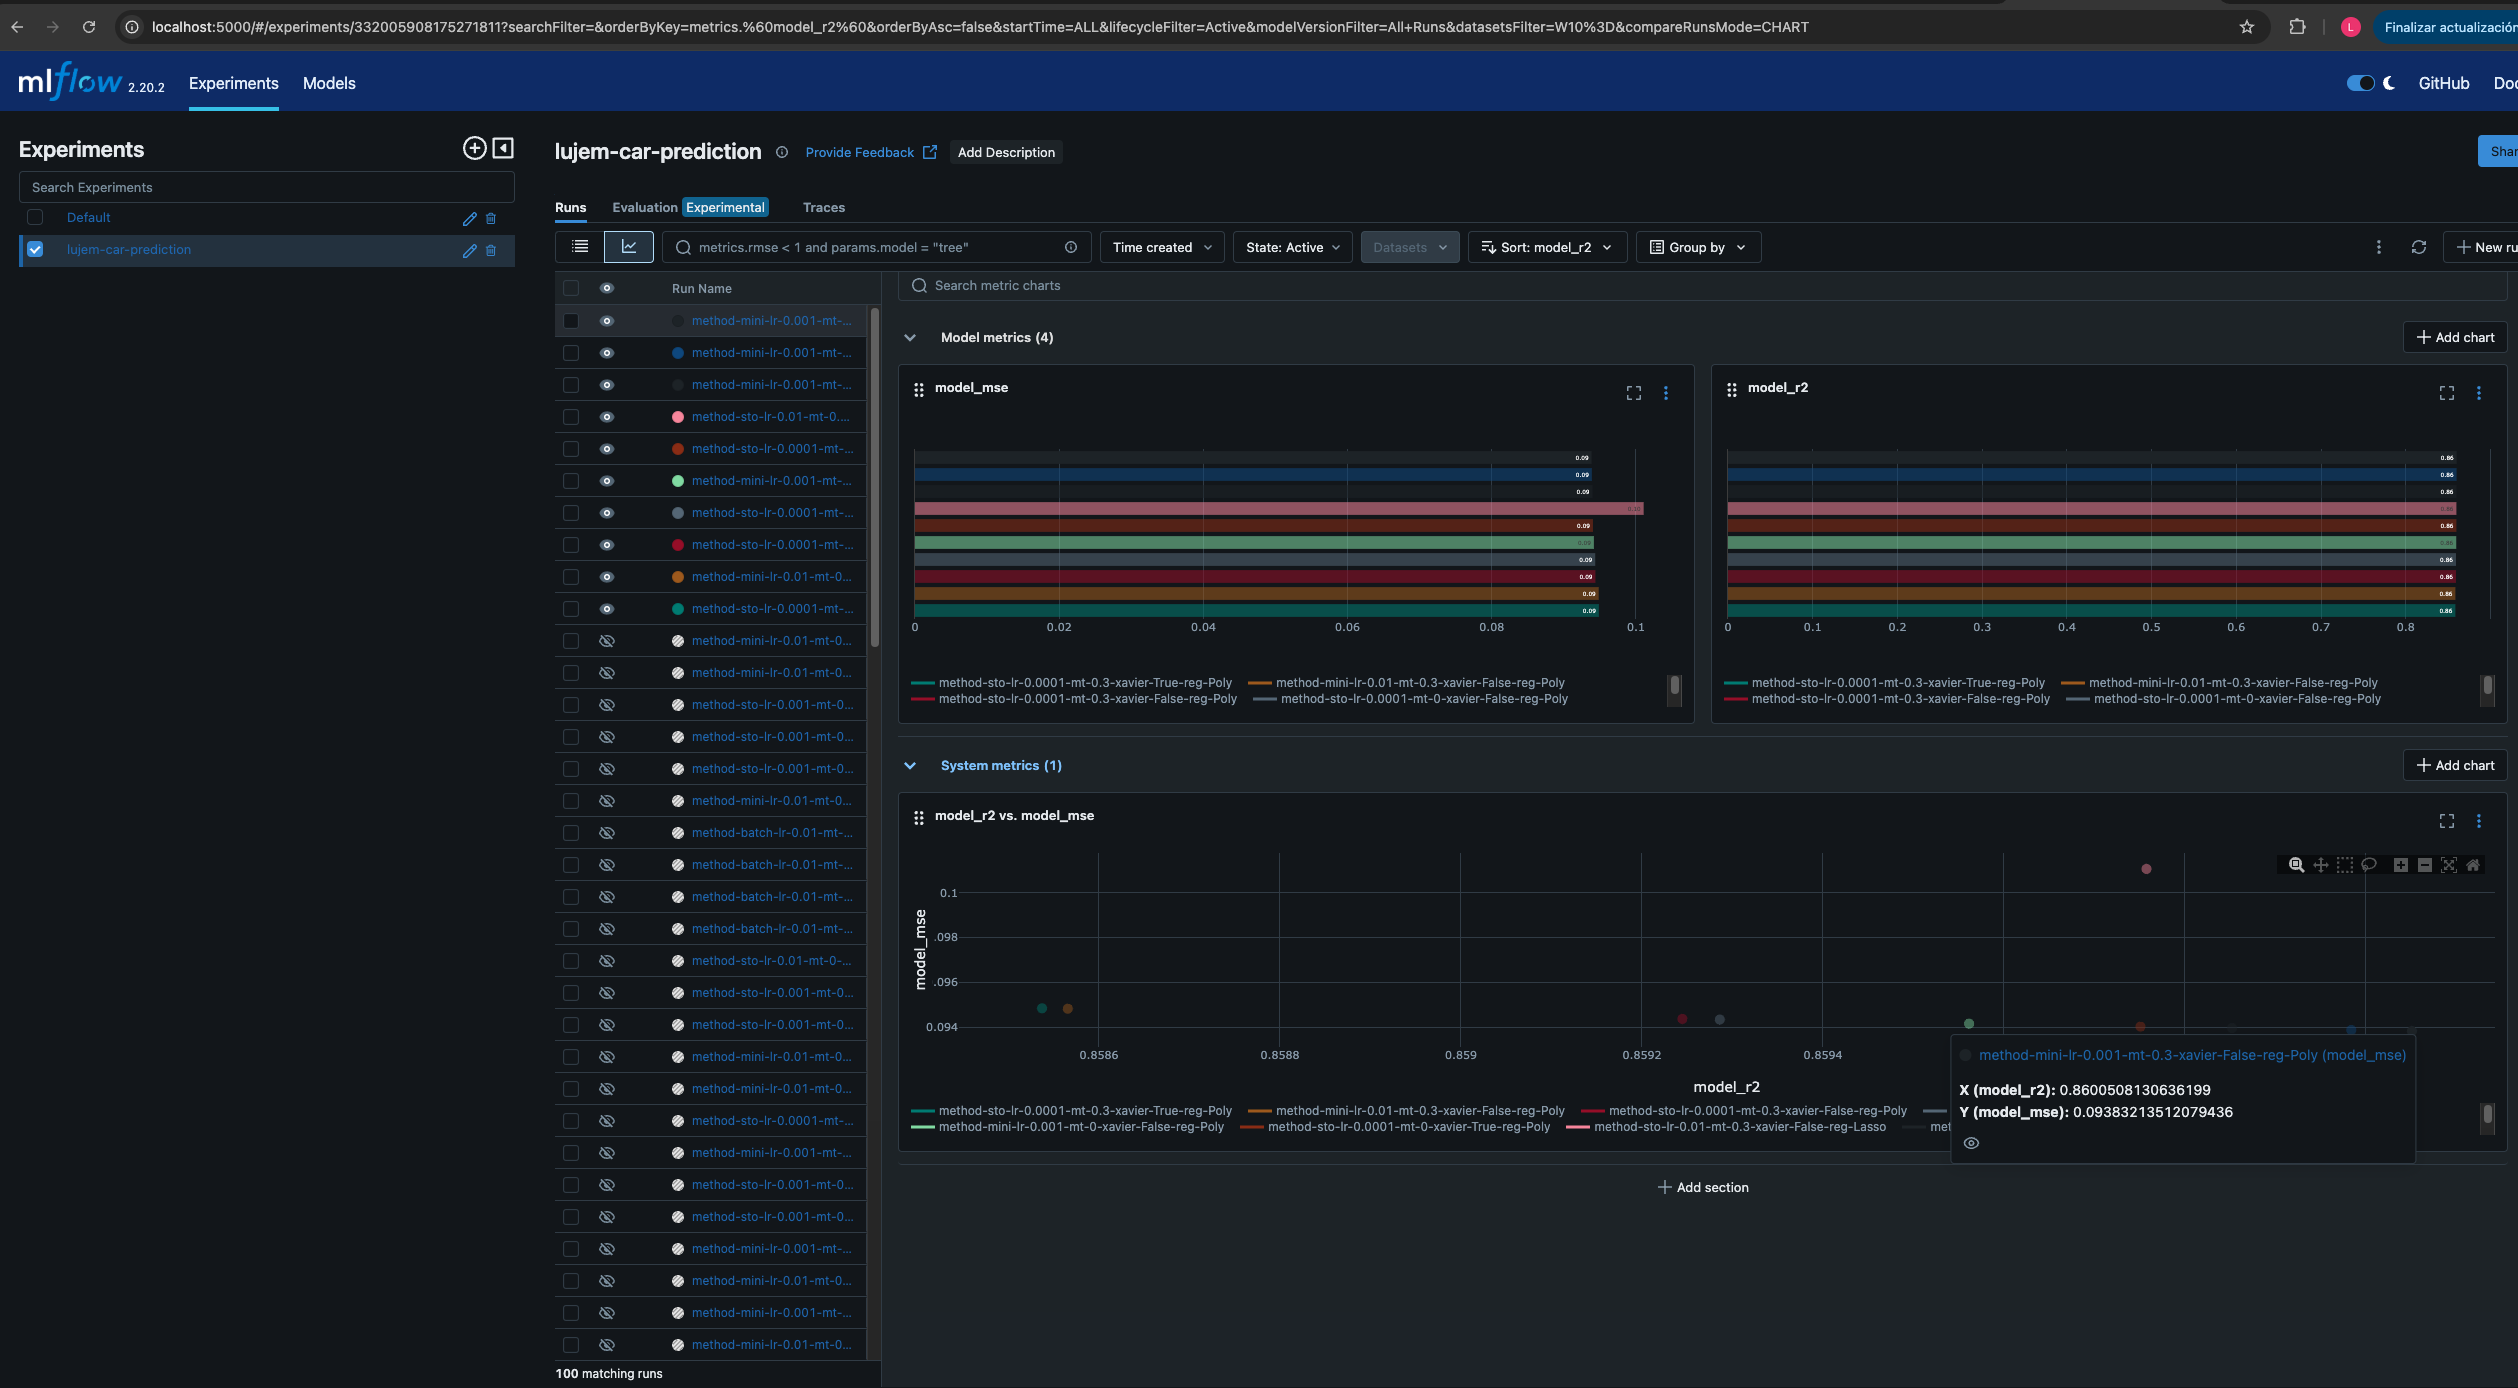 localhost:5000/#/experiments/332005908175271811?searchFilter=&orderByKey=metrics.%60model_r2%60&orderByAsc=false&startTime=ALL&lifecycleFilter=Active&modelVersionFilter=All+Runs&datasetsFilter=W10%3D&compareRunsMode=CHART
L
Finalizar actualización
mlflow 2.20.2
Experiments
Models
GitHub
Experiments
Search Experiments
Default
lujem-car-prediction
lujem-car-prediction
Provide Feedback
Add Description
Runs
Evaluation Experimental
Traces
metrics.rmse < 1 and params.model = "tree"
Time created
State: Active
Datasets
Sort: model_r2
Group by
New
Run Name
method-mini-lr-0.001-mt-...
method-mini-lr-0.001-mt-...
method-mini-lr-0.001-mt-...
method-sto-lr-0.01-mt-0....
method-sto-lr-0.0001-mt-...
method-mini-lr-0.001-mt-...
method-sto-lr-0.0001-mt-...
method-sto-lr-0.0001-mt-...
method-mini-lr-0.01-mt-0...
method-sto-lr-0.0001-mt-...
method-mini-lr-0.01-mt-0...
method-mini-lr-0.01-mt-0...
method-sto-lr-0.001-mt-0...
method-sto-lr-0.001-mt-0...
method-sto-lr-0.001-mt-0...
method-mini-lr-0.01-mt-0...
method-batch-lr-0.01-mt-...
method-batch-lr-0.01-mt-...
method-batch-lr-0.01-mt-...
method-batch-lr-0.01-mt-...
method-sto-lr-0.01-mt-0-...
method-sto-lr-0.001-mt-0...
method-sto-lr-0.001-mt-0...
method-mini-lr-0.01-mt-0...
method-mini-lr-0.01-mt-0...
method-sto-lr-0.0001-mt-0...
method-mini-lr-0.001-mt-...
method-sto-lr-0.001-mt-0...
method-sto-lr-0.001-mt-0...
method-mini-lr-0.001-mt-...
method-mini-lr-0.01-mt-0...
method-mini-lr-0.001-mt-...
method-mini-lr-0.01-mt-0...
100 matching runs
Search metric charts
Model metrics (4)
Add chart
model_mse
0.09
0.09
0.09
0.10
0.09
0.09
0.09
0.09
0.09
0.09
0 0.02 0.04 0.06 0.08 0.1
method-sto-lr-0.0001-mt-0.3-xavier-True-reg-Poly
method-mini-lr-0.01-mt-0.3-xavier-False-reg-Poly
method-sto-lr-0.0001-mt-0.3-xavier-False-reg-Poly
method-sto-lr-0.0001-mt-0-xavier-False-reg-Poly
model_r2
0.86
0.86
0.86
0.86
0.86
0.86
0.86
0.86
0.86
0.86
0 0.1 0.2 0.3 0.4 0.5 0.6 0.7 0.8
method-sto-lr-0.0001-mt-0.3-xavier-True-reg-Poly
method-mini-lr-0.01-mt-0.3-xavier-False-reg-Poly
method-sto-lr-0.0001-mt-0.3-xavier-False-reg-Poly
method-sto-lr-0.0001-mt-0-xavier-False-reg-Poly
System metrics (1)
Add chart
model_r2 vs. model_mse
model_mse
0.1
.098
.096
0.094
0.8586 0.8588 0.859 0.8592 0.8594
model_r2
method-sto-lr-0.0001-mt-0.3-xavier-True-reg-Poly
method-mini-lr-0.01-mt-0.3-xavier-False-reg-Poly
method-sto-lr-0.0001-mt-0.3-xavier-False-reg-Poly
method-mini-lr-0.001-mt-0-xavier-False-reg-Poly
method-sto-lr-0.0001-mt-0-xavier-True-reg-Poly
method-sto-lr-0.01-mt-0.3-xavier-False-reg-Lasso
method-mini-lr-0.001-mt-0.3-xavier-False-reg-Poly (model_mse)
X (model_r2): 0.8600508130636199
Y (model_mse): 0.09383213512079436
Add section